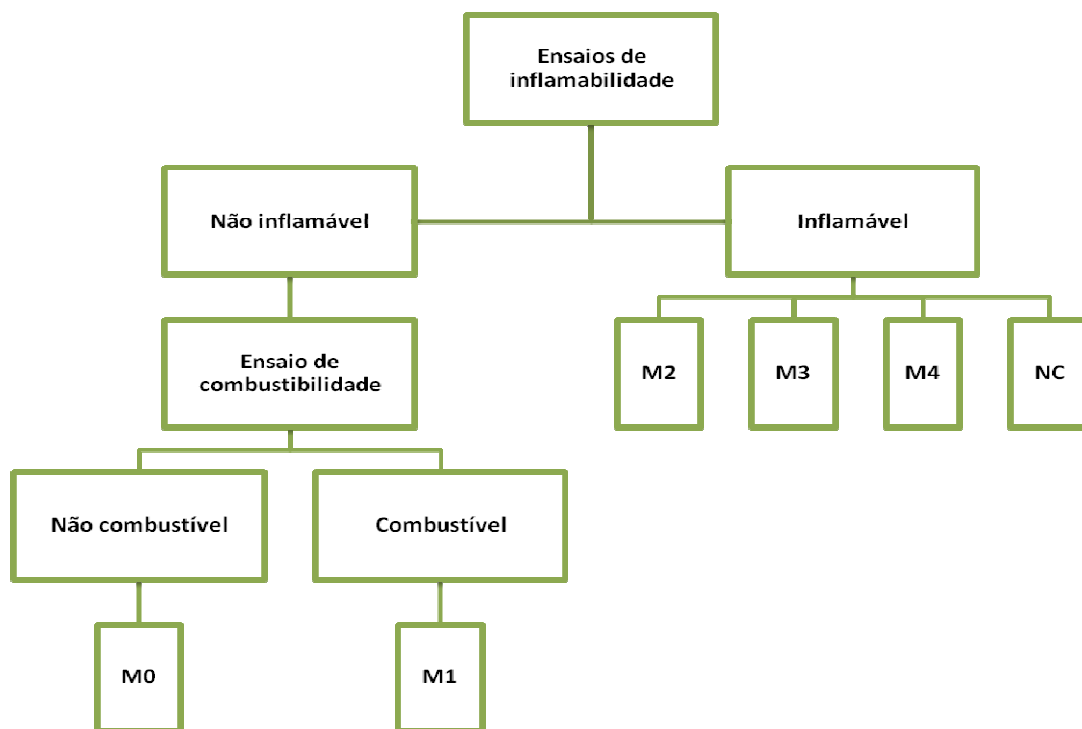 Ensaios de
inflamabilidade
Não inflamável
Inflamável
Ensaio de
combustibilidade
M2
M3
M4
NC
Não combustível
Combustível
M0
M1